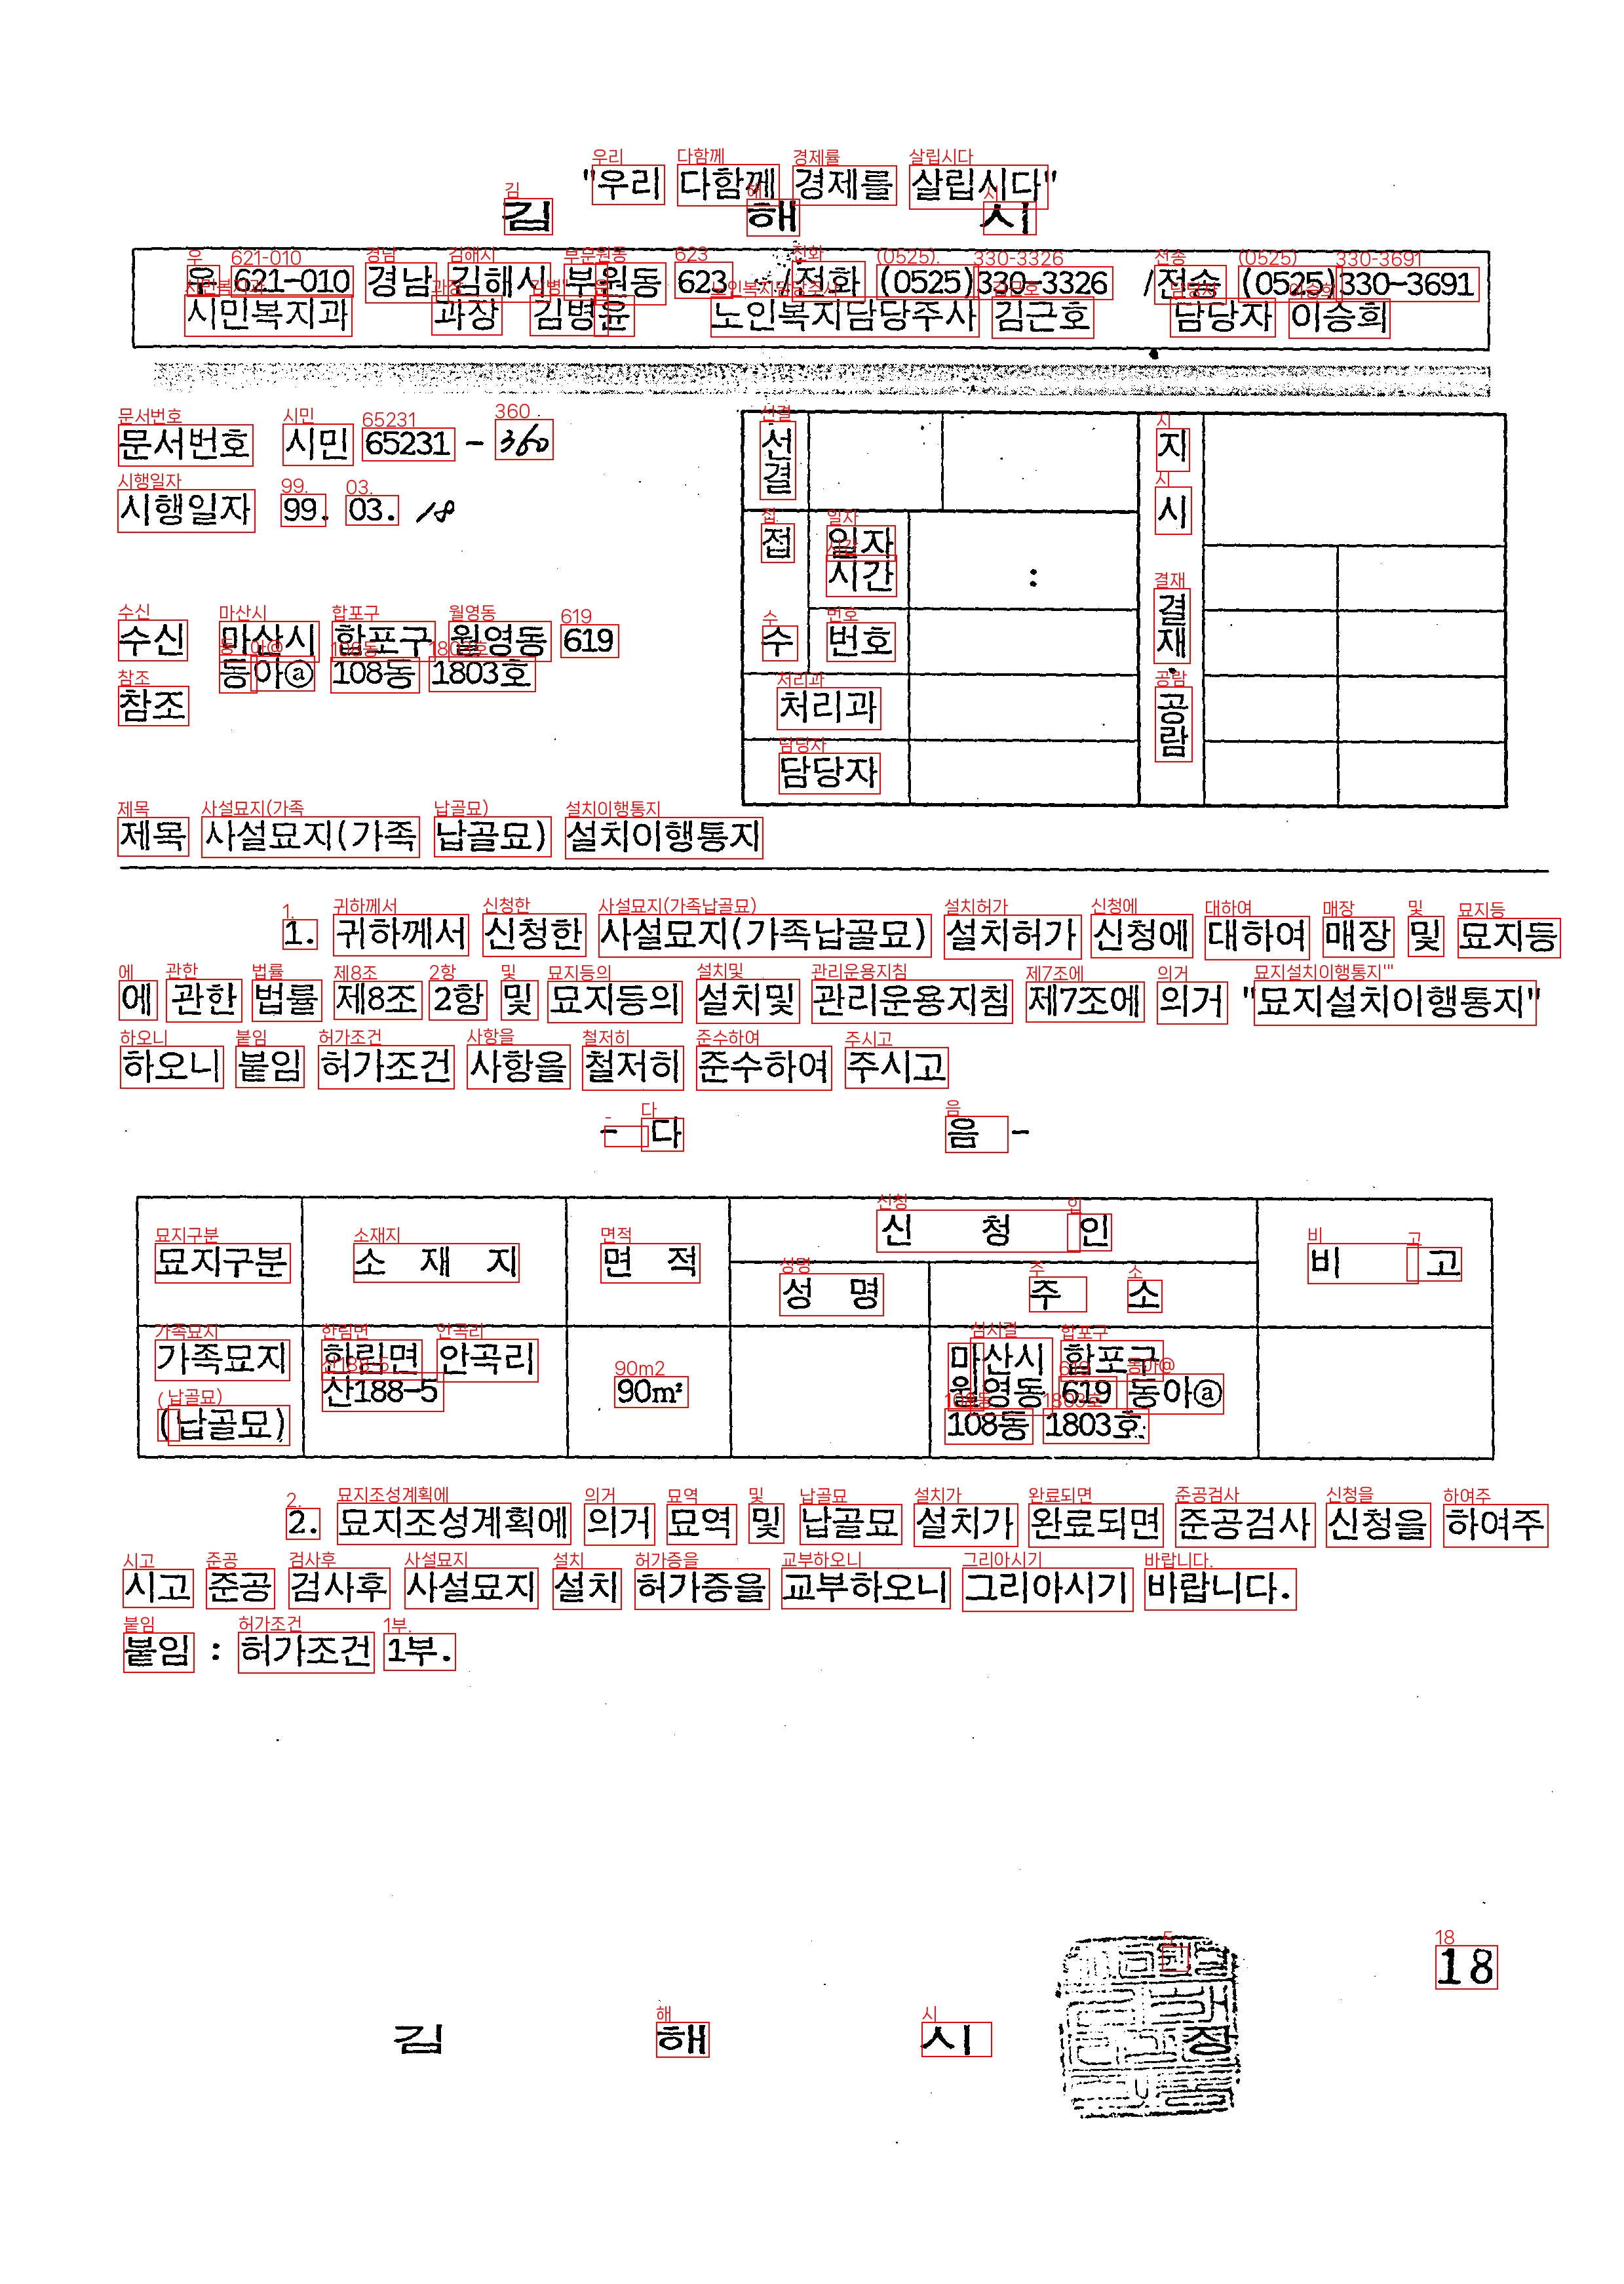 "우리 다함께 경제를 살립시다"
김 해 시
우 621-010 경남 김해시 부원동 623 /전화 (0525)330-3326 /전송 (0525)330-3691
시민복지과 과장 김병윤 노인복지담당주사 김근호 담당자 이승희
문서번호 시민 65231 - 360
시행일자 99. 03. 18
수신 마산시 합포구 월영동 619
동아ⓐ 108동 1803호
참조
선결 지시
접수 일자 시간 :
번호 결재·공람
처리과
담당자
제목 사설묘지(가족 납골묘) 설치이행통지
1. 귀하께서 신청한 사설묘지(가족납골묘) 설치허가 신청에 대하여 매장 및 묘지등
에 관한 법률 제8조 2항 및 묘지등의 설치및 관리운용지침 제7조에 의거 "묘지설치이행통지"
하오니 붙임 허가조건 사항을 철저히 준수하여 주시고
- 다 음 -
묘지구분 소 재 지 면 적 신 청 인 비 고
성 명 주 소
가족묘지 한림면 안곡리 마산시 합포구
산188-5 90m² 월영동 619 동아ⓐ
(납골묘) 108동 1803호
2. 묘지조성계획에 의거 묘역 및 납골묘 설치가 완료되면 준공검사 신청을 하여주
시고 준공 검사후 사설묘지 설치 허가증을 교부하오니 그리아시기 바랍니다.
붙임 : 허가조건 1부.
18
김 해 시 장